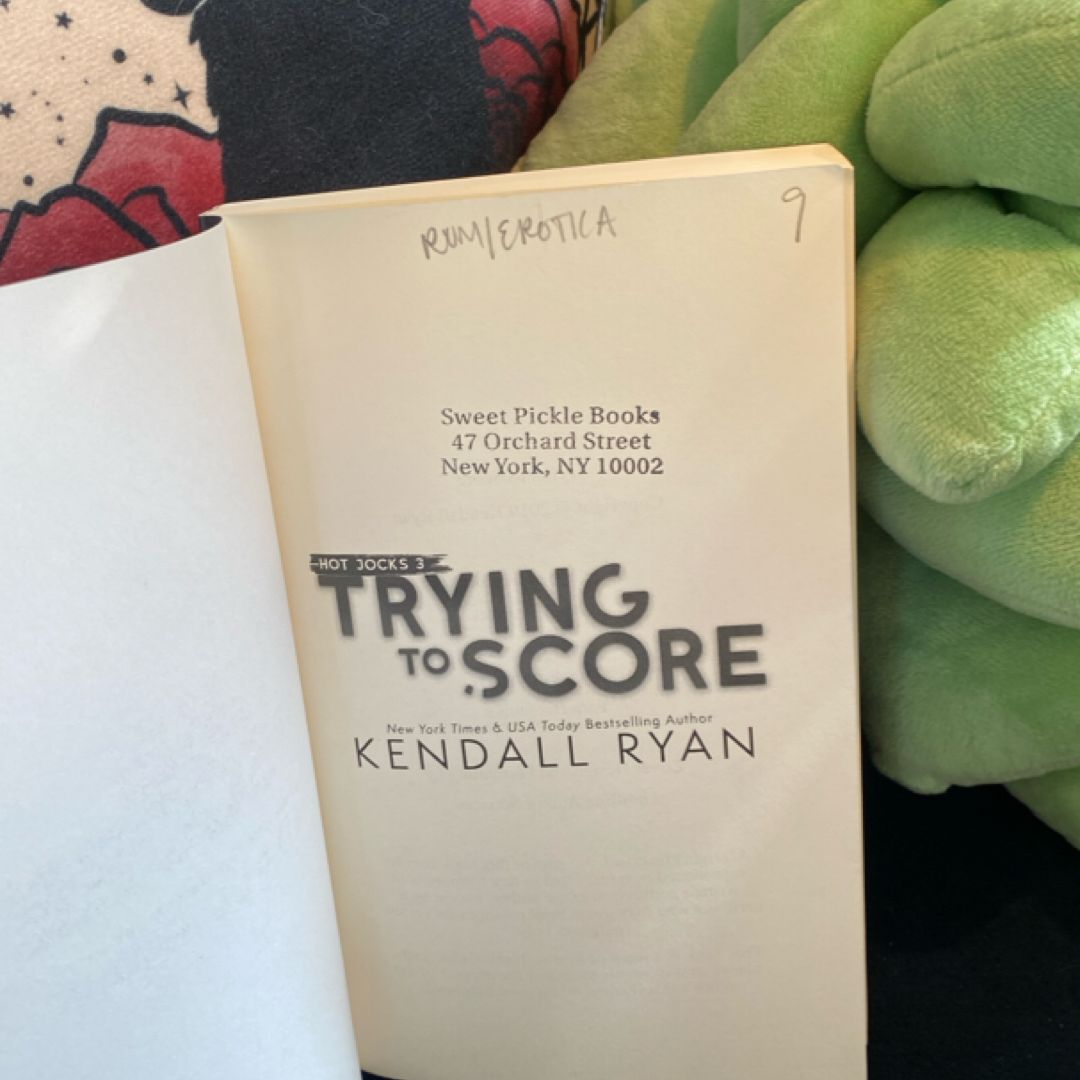 ROM/EROTICA 9
Sweet Pickle Books
47 Orchard Street
New York, NY 10002
HOT JOCKS 3
TRYING
TO SCORE
New York Times & USA Today Bestselling Author
KENDALL RYAN